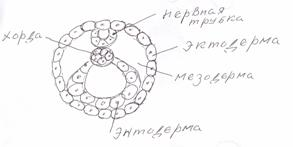 нервная
трубка
хорда
эктодерма
мезодерма
энтодерма